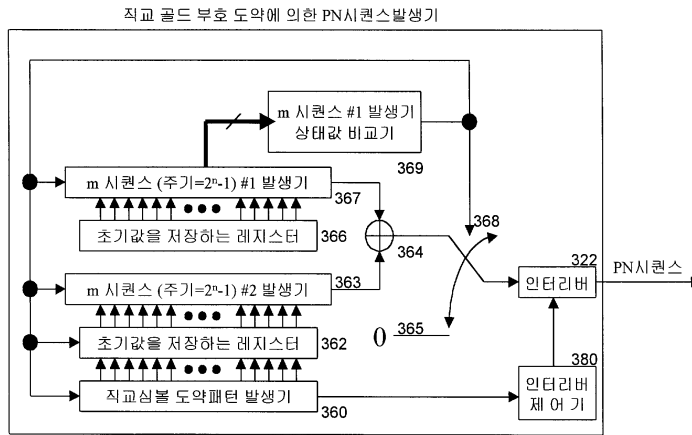 직교 골드 부호 도약에 의한 PN시퀀스발생기
m 시퀀스 #1 발생기
상태값 비교기
369
m 시퀀스 (주기=2ⁿ-1) #1 발생기
367
368
초기값을 저장하는 레지스터
366
364
322
PN시퀀스
m 시퀀스 (주기=2ⁿ-1) #2 발생기
363
인터리버
365
0
초기값을 저장하는 레지스터
362
380
인터리버
제어기
직교심볼 도약패턴 발생기
360